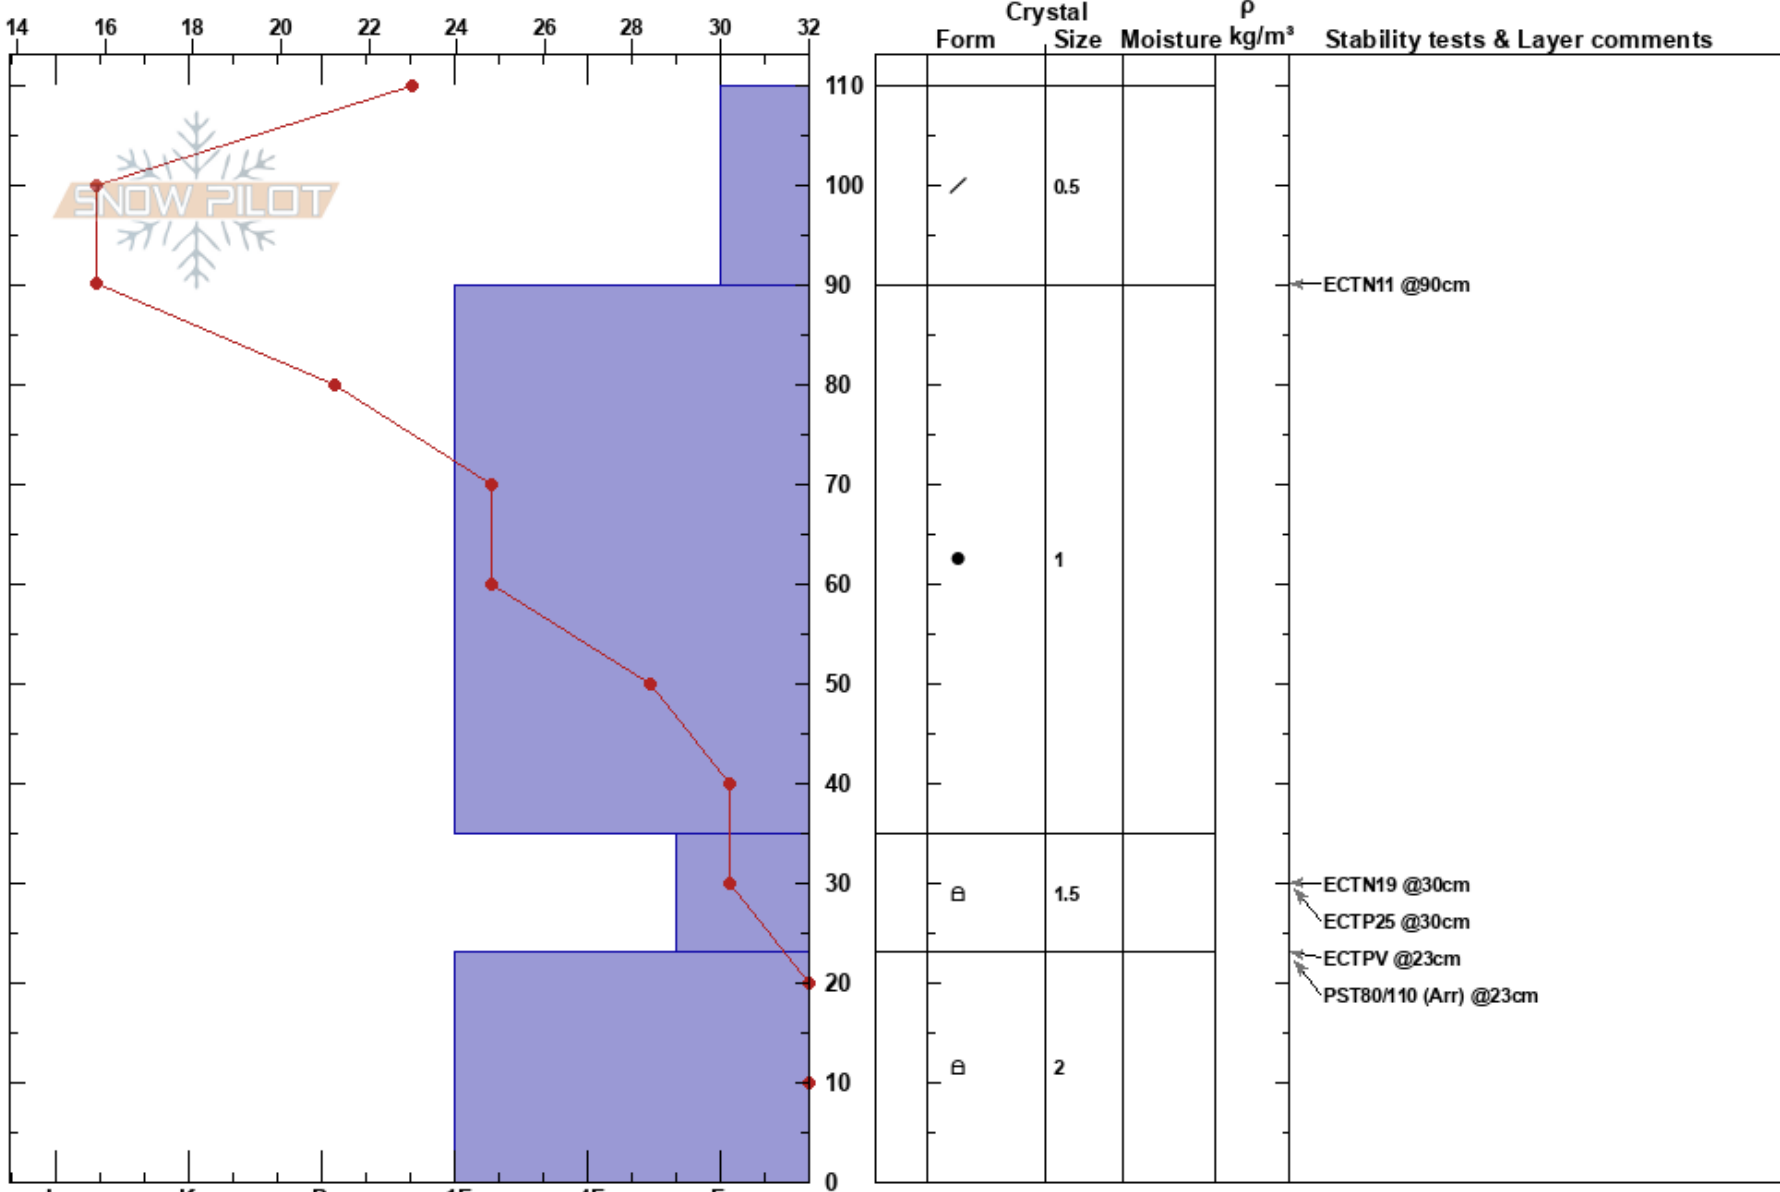 Crystal ρ
14 16 18 20 22 24 26 28 30 32 Form Size Moisture kg/m³ Stability tests & Layer comments
110
SNOW PILOT
100 0.5
90 ECTN11 @90cm
80
70
60 1
50
40
30 1.5 ECTN19 @30cm
ECTP25 @30cm
ECTPV @23cm
20 PST80/110 (Arr) @23cm
10 2
0